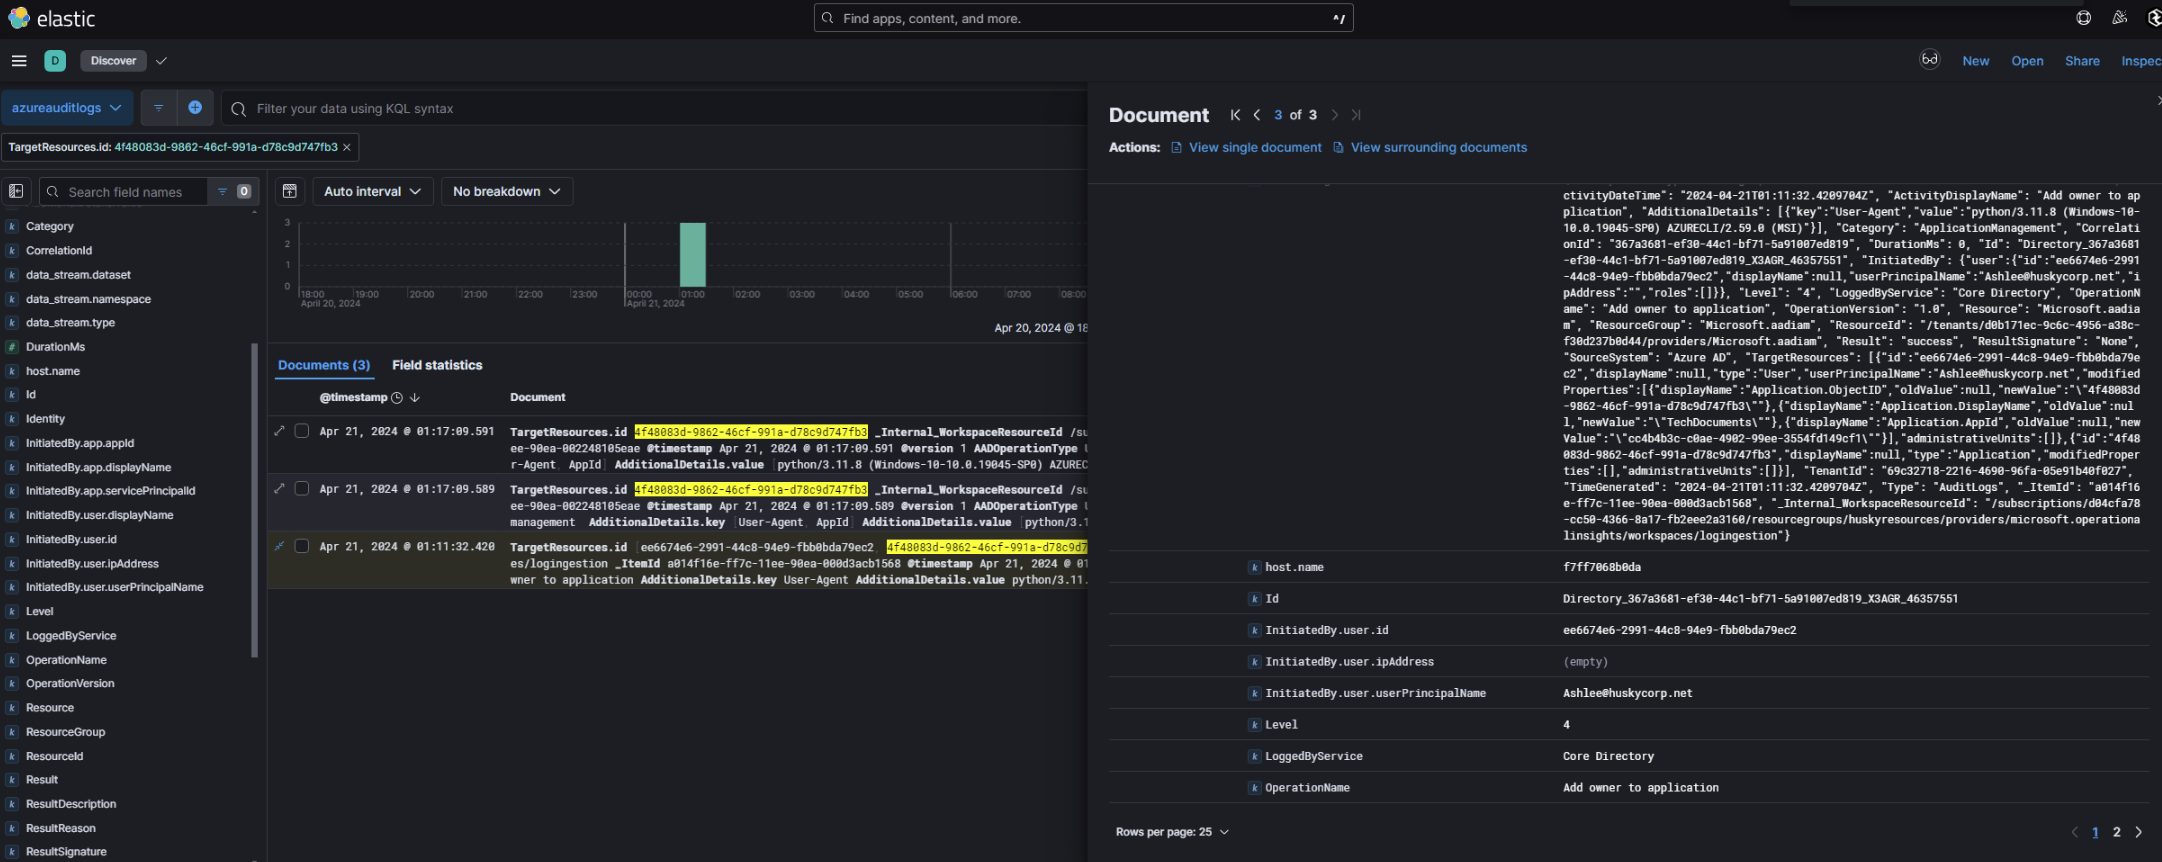 elastic
Find apps, content, and more.
^/
D
Discover
New
Open
Share
Inspec
azureauditlogs
Filter your data using KQL syntax
TargetResources.id: 4f48083d-9862-46cf-991a-d78c9d747fb3 ×
Search field names
0
Auto interval
No breakdown
Category
CorrelationId
data_stream.dataset
data_stream.namespace
data_stream.type
DurationMs
host.name
Id
Identity
InitiatedBy.app.appId
InitiatedBy.app.displayName
InitiatedBy.app.servicePrincipalId
InitiatedBy.user.displayName
InitiatedBy.user.id
InitiatedBy.user.ipAddress
InitiatedBy.user.userPrincipalName
Level
LoggedByService
OperationName
OperationVersion
Resource
ResourceGroup
ResourceId
Result
ResultDescription
ResultReason
ResultSignature
3
2
1
0
18:00 19:00 20:00 21:00 22:00 23:00 00:00 01:00 02:00 03:00 04:00 05:00 06:00 07:00 08:00
April 20, 2024 April 21, 2024
Apr 20, 2024 @ 18
Documents (3)
Field statistics
@timestamp
Document
Apr 21, 2024 @ 01:17:09.591
TargetResources.id 4f48083d-9862-46cf-991a-d78c9d747fb3 _Internal_WorkspaceResourceId /su
ee-90ea-002248105eae @timestamp Apr 21, 2024 @ 01:17:09.591 @version 1 AADOperationType U
r-Agent, AppId] AdditionalDetails.value [python/3.11.8 (Windows-10-10.0.19045-SP0) AZUREC
Apr 21, 2024 @ 01:17:09.589
TargetResources.id 4f48083d-9862-46cf-991a-d78c9d747fb3 _Internal_WorkspaceResourceId /su
ee-90ea-002248105eae @timestamp Apr 21, 2024 @ 01:17:09.589 @version 1 AADOperationType U
management AdditionalDetails.key [User-Agent, AppId] AdditionalDetails.value [python/3.1
Apr 21, 2024 @ 01:11:32.420
TargetResources.id [ee6674e6-2991-44c8-94e9-fbb0bda79ec2, 4f48083d-9862-46cf-991a-d78c9d7
es/logingestion _ItemId a014f16e-ff7c-11ee-90ea-000d3acb1568 @timestamp Apr 21, 2024 @ 01
wner to application AdditionalDetails.key User-Agent AdditionalDetails.value python/3.11.
Document
3 of 3
Actions:
View single document
View surrounding documents
ctivityDateTime": "2024-04-21T01:11:32.4209704Z", "ActivityDisplayName": "Add owner to ap
plication", "AdditionalDetails": [{"key":"User-Agent","value":"python/3.11.8 (Windows-10-
10.0.19045-SP0) AZURECLI/2.59.0 (MSI)"}], "Category": "ApplicationManagement", "Correlati
onId": "367a3681-ef30-44c1-bf71-5a91007ed819", "DurationMs": 0, "Id": "Directory_367a3681
-ef30-44c1-bf71-5a91007ed819_X3AGR_46357551", "InitiatedBy": {"user":{"id":"ee6674e6-2991
-44c8-94e9-fbb0bda79ec2","displayName":null,"userPrincipalName":"Ashlee@huskycorp.net","i
pAddress":"","roles":[]}}, "Level": "4", "LoggedByService": "Core Directory", "OperationN
ame": "Add owner to application", "OperationVersion": "1.0", "Resource": "Microsoft.aadia
m", "ResourceGroup": "Microsoft.aadiam", "ResourceId": "/tenants/d0b171ec-9c6c-4956-a38c-
f30d237b0d44/providers/Microsoft.aadiam", "Result": "success", "ResultSignature": "None",
"SourceSystem": "Azure AD", "TargetResources": [{"id":"ee6674e6-2991-44c8-94e9-fbb0bda79e
c2","displayName":null,"type":"User","userPrincipalName":"Ashlee@huskycorp.net","modified
Properties":[{"displayName":"Application.ObjectID","oldValue":null,"newValue":"\"4f48083d
-9862-46cf-991a-d78c9d747fb3\""},{"displayName":"Application.DisplayName","oldValue":nul
l,"newValue":"\"TechDocuments\""},{"displayName":"Application.AppId","oldValue":null,"new
Value":"\"cc4b4b3c-c0ae-4902-99ee-3554fd149cf1\""}],"administrativeUnits":[]},{"id":"4f48
083d-9862-46cf-991a-d78c9d747fb3","displayName":null,"type":"Application","modifiedProper
ties":[],"administrativeUnits":[]}], "TenantId": "69c32718-2216-4690-96fa-05e91b40f027",
"TimeGenerated": "2024-04-21T01:11:32.4209704Z", "Type": "AuditLogs", "_ItemId": "a014f16
e-ff7c-11ee-90ea-000d3acb1568", "_Internal_WorkspaceResourceId": "/subscriptions/d04cfa78
-cc50-4366-8a17-fb2eee2a3160/resourcegroups/huskyresources/providers/microsoft.operationa
linsights/workspaces/logingestion"}
host.name
f7ff7068b0da
Id
Directory_367a3681-ef30-44c1-bf71-5a91007ed819_X3AGR_46357551
InitiatedBy.user.id
ee6674e6-2991-44c8-94e9-fbb0bda79ec2
InitiatedBy.user.ipAddress
(empty)
InitiatedBy.user.userPrincipalName
Ashlee@huskycorp.net
Level
4
LoggedByService
Core Directory
OperationName
Add owner to application
Rows per page: 25
1 2